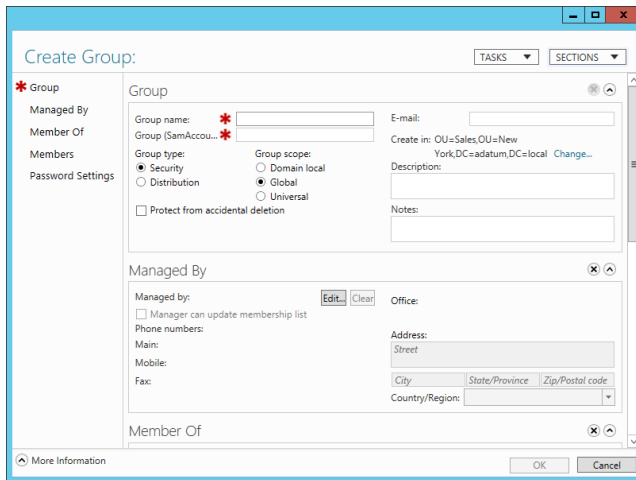 Create Group:
TASKS
SECTIONS
Group
Managed By
Member Of
Members
Password Settings
Group
Group name:
Group (SamAccou...
Group type:
Security
Distribution
Group scope:
Domain local
Global
Universal
Protect from accidental deletion
E-mail:
Create in: OU=Sales,OU=New
York,DC=adatum,DC=local Change...
Description:
Notes:
Managed By
Managed by:
Edit... Clear
Manager can update membership list
Phone numbers:
Main:
Mobile:
Fax:
Office:
Address:
Street
City State/Province Zip/Postal code
Country/Region:
Member Of
More Information
OK Cancel